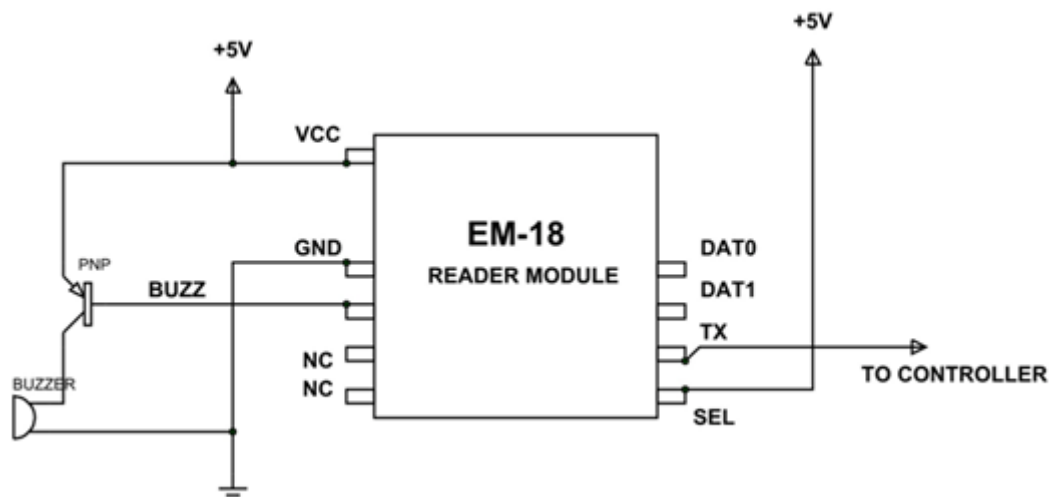 +5V
+5V
VCC
EM-18
READER MODULE
GND
DAT0
PNP
BUZZ
DAT1
TX
NC
TO CONTROLLER
BUZZER
NC
SEL